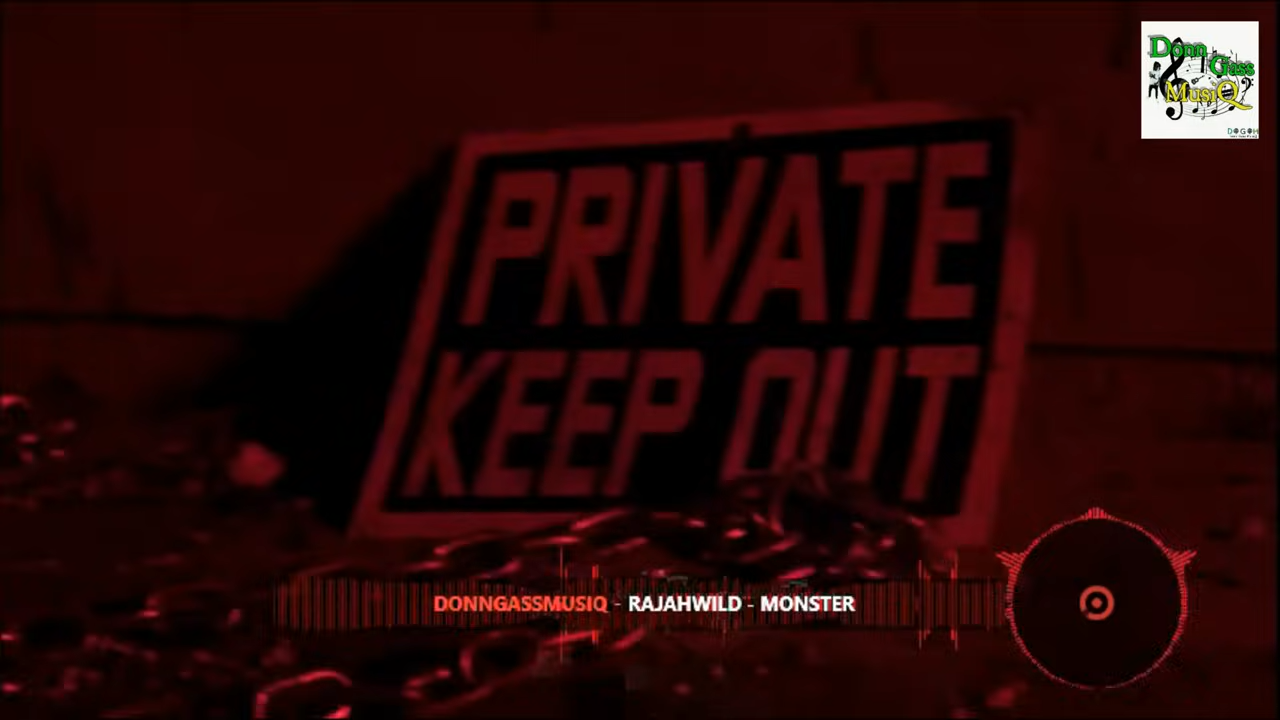 Donn
Gass
MusiQ
PRIVATE
KEEP OUT
DONNGASSMUSIQ - RAJAHWILD - MONSTER